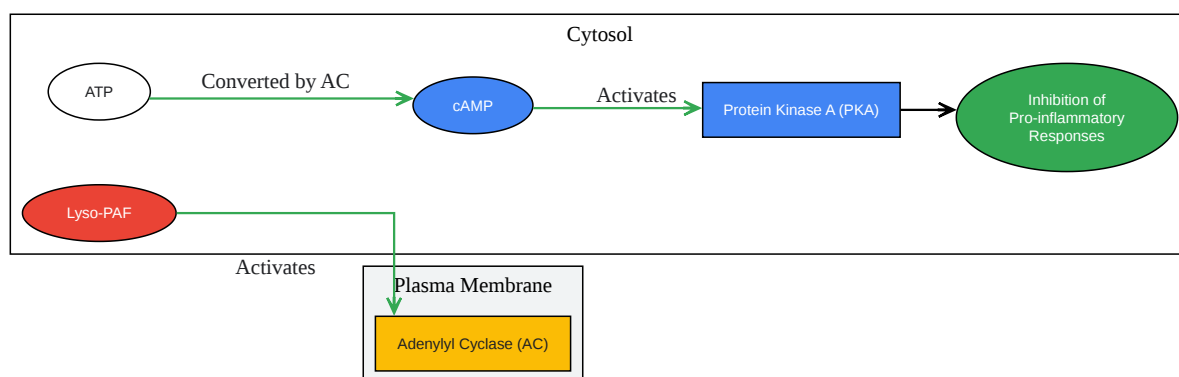 Cytosol
ATP
Converted by AC
cAMP
Activates
Protein Kinase A (PKA)
Inhibition of
Pro-inflammatory
Responses
Lyso-PAF
Activates
Plasma Membrane
Adenylyl Cyclase (AC)